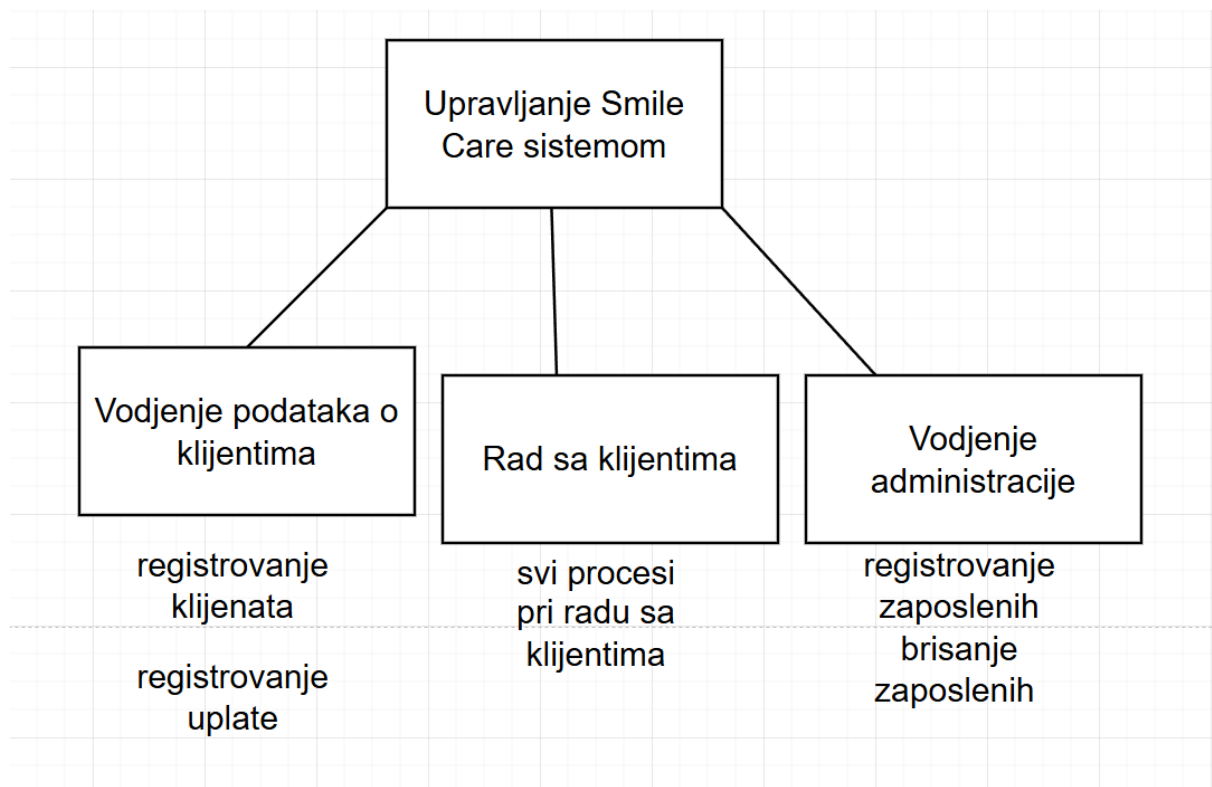 Upravljanje Smile
Care sistemom
Vodjenje podataka o
klijentima
Rad sa klijentima
Vodjenje
administracije
registrovanje
klijenata
registrovanje
uplate
svi procesi
pri radu sa
klijentima
registrovanje
zaposlenih
brisanje
zaposlenih